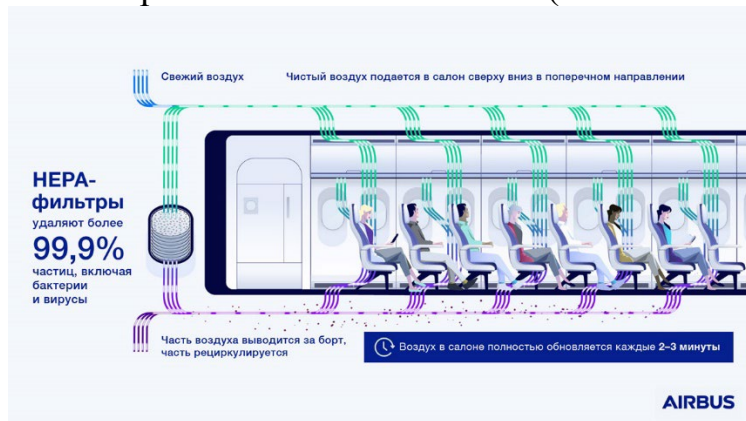 Свежий воздух
Чистый воздух подается в салон сверху вниз в поперечном направлении
HEPA-
фильтры
удаляют более
99,9%
частиц, включая
бактерии
и вирусы
Часть воздуха выводится за борт,
часть рециркулируется
Воздух в салоне полностью обновляется каждые 2–3 минуты
AIRBUS